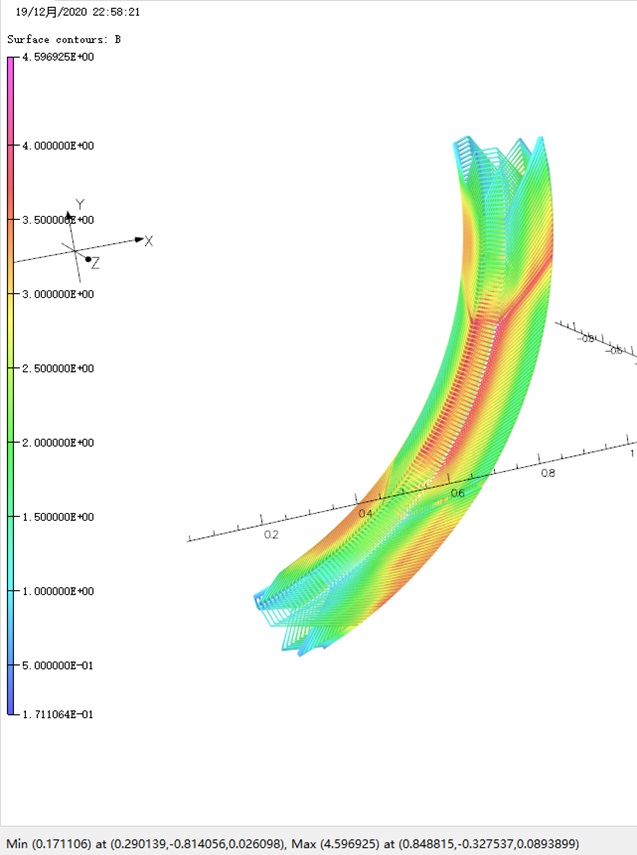 19/12月/2020 22:58:21
Surface contours: B
4.596925E+00
4.000000E+00
3.500000E+00
3.000000E+00
2.500000E+00
2.000000E+00
1.500000E+00
1.000000E+00
5.000000E-01
1.711064E-01
Y
X
Z
0.2
0.4
0.6
0.8
1
Min (0.171106) at (0.290139,-0.814056,0.026098), Max (4.596925) at (0.848815,-0.327537,0.0893899)